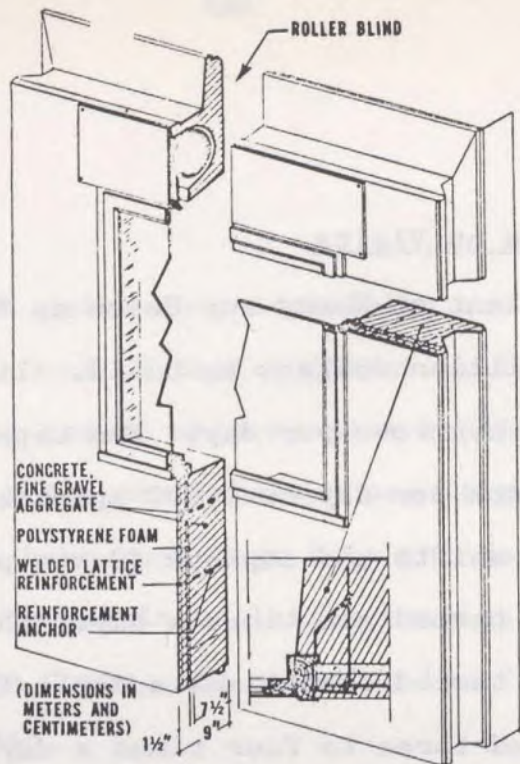 ROLLER BLIND
CONCRETE,
FINE GRAVEL
AGGREGATE
POLYSTYRENE FOAM
WELDED LATTICE
REINFORCEMENT
REINFORCEMENT
ANCHOR
(DIMENSIONS IN
METERS AND
CENTIMETERS)
7½"
9"
1½"